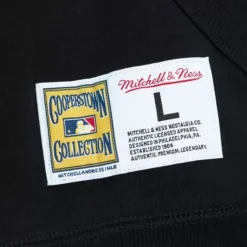 COOPERSTOWN
COLLECTION
MITCHELLANDNESS/MLB
Mitchell & Ness
L
MITCHELL & NESS NOSTALGIA CO.
AUTHENTIC LICENSED APPAREL
DESIGNED IN PHILADELPHIA, PA
ESTABLISHED 1904
AUTHENTIC. PREMIUM. LEGENDARY.